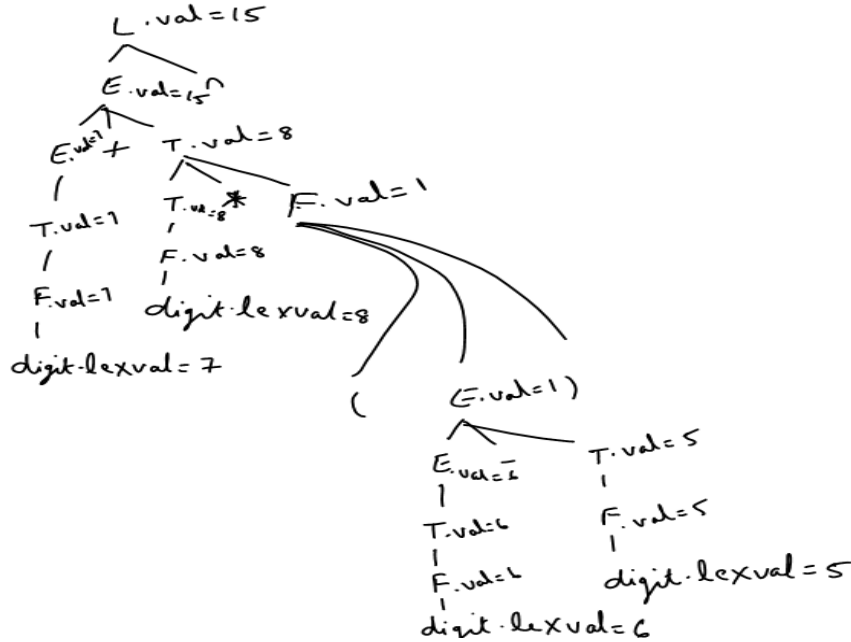 L.val=15
E.val=15 n
E.val=7 + T.val=8
T.val=8 * F.val=1
T.val=7
F.val=8
F.val=7
digit.lexval=8
digit.lexval=7
( E.val=1 )
E.val=6 - T.val=5
T.val=6 F.val=5
F.val=6 digit.lexval=5
digit.lexval=6